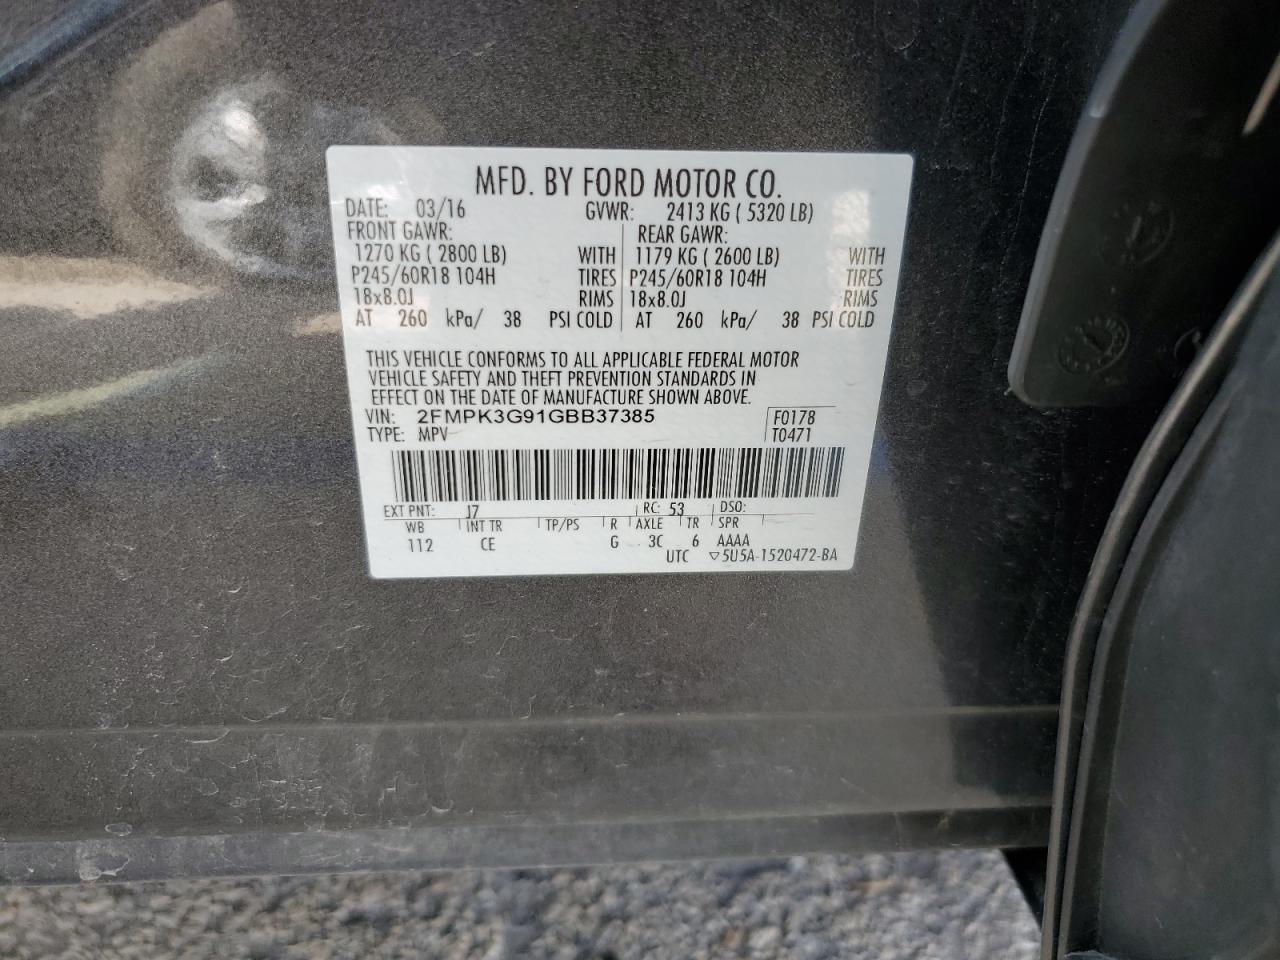 MFD. BY FORD MOTOR CO.
DATE: 03/16 GVWR: 2413 KG ( 5320 LB)
FRONT GAWR: REAR GAWR:
1270 KG ( 2800 LB) WITH 1179 KG ( 2600 LB) WITH
P245/60R18 104H TIRES P245/60R18 104H TIRES
18x8.0J RIMS 18x8.0J RIMS
AT 260 kPa/ 38 PSI COLD AT 260 kPa/ 38 PSI COLD
THIS VEHICLE CONFORMS TO ALL APPLICABLE FEDERAL MOTOR
VEHICLE SAFETY AND THEFT PREVENTION STANDARDS IN
EFFECT ON THE DATE OF MANUFACTURE SHOWN ABOVE.
VIN: 2FMPK3G91GBB37385 F0178
TYPE: MPV T0471
EXT PNT: J7 RC: 53 DSO:
WB INT TR TP/PS R AXLE TR SPR
112 CE G 3C 6 AAAA
UTC ▽5U5A-1520472-BA